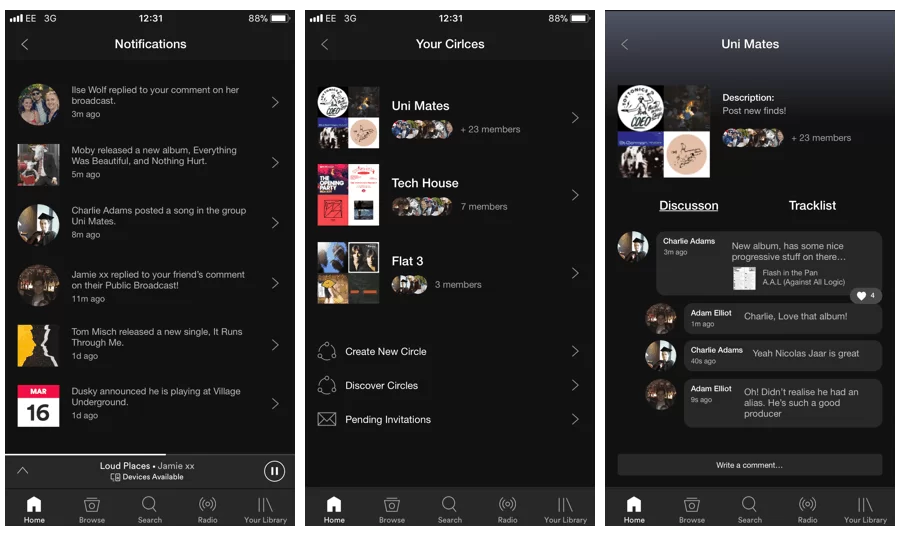 EE 3G 12:31 88%
Notifications
Ilse Wolf replied to your comment on her
broadcast.
3m ago
Moby released a new album, Everything
Was Beautiful, and Nothing Hurt.
5m ago
Charlie Adams posted a song in the group
Uni Mates.
8m ago
Jamie xx replied to your friend's comment
on their Public Broadcast!
11m ago
Tom Misch released a new single, It Runs
Through Me.
1d ago
MAR
16
Dusky announced he is playing at Village
Underground.
1d ago
Loud Places • Jamie xx
Devices Available
Home Browse Search Radio Your Library
EE 3G 12:31 88%
Your Cirlces
Uni Mates
+ 23 members
THE
OPENING
PARTY
Tech House
7 members
Flat 3
3 members
Create New Circle
Discover Circles
Pending Invitations
Home Browse Search Radio Your Library
Uni Mates
TOYTONICS
COEO
Description:
Post new finds!
+ 23 members
Discusson Tracklist
Charlie Adams
3m ago
New album, has some nice
progressive stuff on there...
Flash in the Pan
A.A.L (Against All Logic)
4
Adam Elliot
1m ago
Charlie, Love that album!
Charlie Adams
40s ago
Yeah Nicolas Jaar is great
Adam Elliot
9s ago
Oh! Didn't realise he had an
alias. He's such a good
producer
Write a comment...
Home Browse Search Radio Your Library